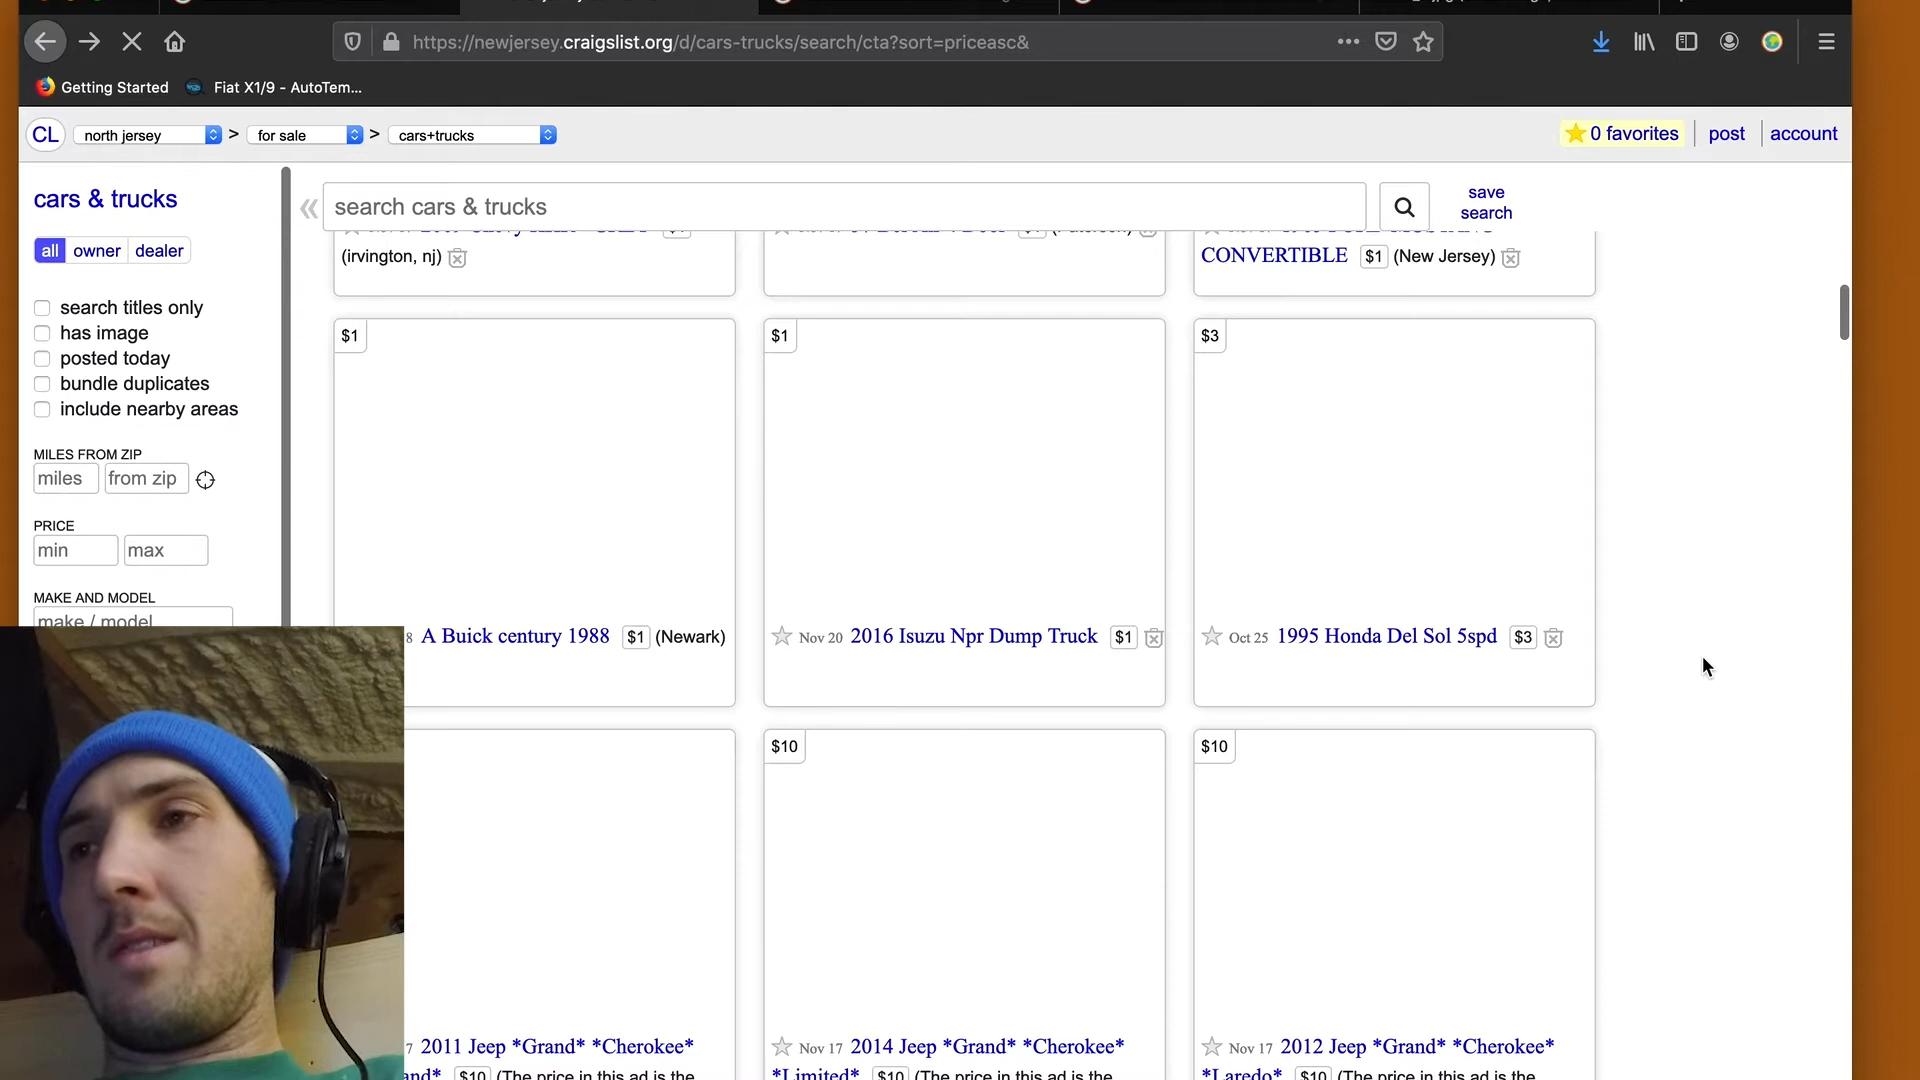 https://newjersey.craigslist.org/d/cars-trucks/search/cta?sort=priceasc&
Getting Started Fiat X1/9 - AutoTem...
CL north jersey > for sale > cars+trucks 0 favorites post account
cars & trucks
« search cars & trucks
save
search
all owner dealer
search titles only
has image
posted today
bundle duplicates
include nearby areas
MILES FROM ZIP
miles from zip
PRICE
min max
MAKE AND MODEL
make / model
(irvington, nj)
CONVERTIBLE $1 (New Jersey)
$1
8 A Buick century 1988 $1 (Newark)
$1
Nov 20 2016 Isuzu Npr Dump Truck $1
$3
Oct 25 1995 Honda Del Sol 5spd $3
7 2011 Jeep *Grand* *Cherokee*
and* $10 (The price in this ad is the
$10
Nov 17 2014 Jeep *Grand* *Cherokee*
*Limited* $10 (The price in this ad is the
$10
Nov 17 2012 Jeep *Grand* *Cherokee*
*Laredo* $10 (The price in this ad is the